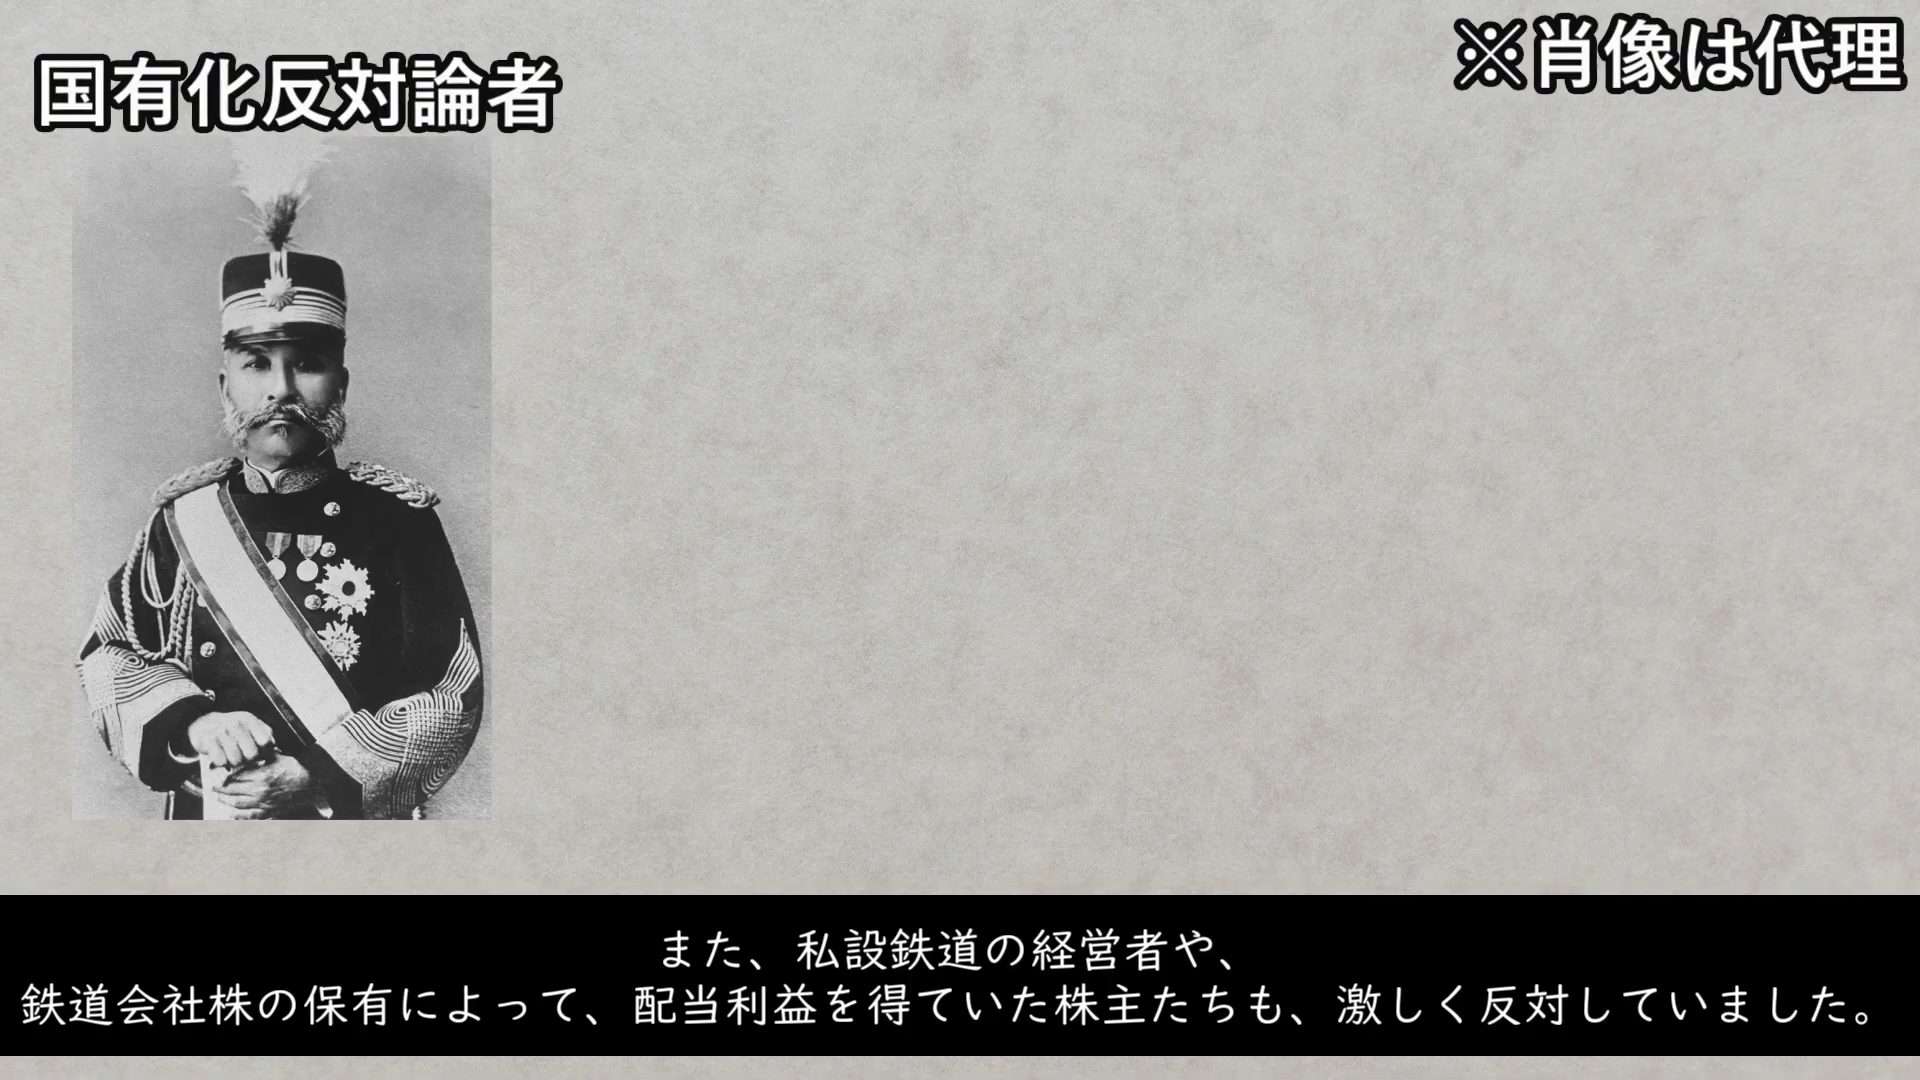 国有化反対論者
※肖像は代理
また、私設鉄道の経営者や、
鉄道会社株の保有によって、配当利益を得ていた株主たちも、激しく反対していました。